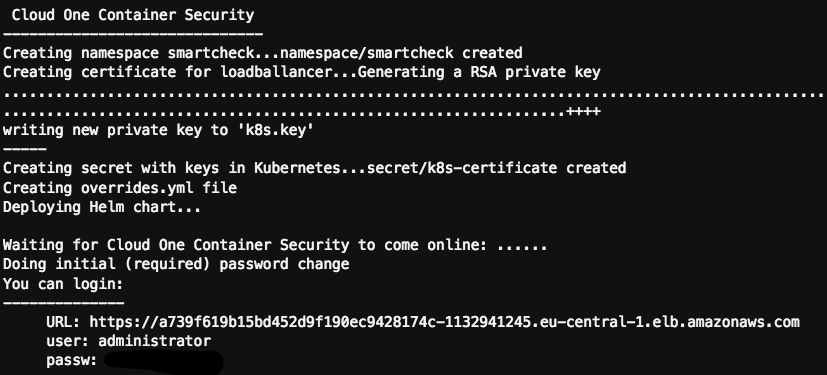 Cloud One Container Security
------------------------------
Creating namespace smartcheck...namespace/smartcheck created
Creating certificate for loadballancer...Generating a RSA private key
...............................................................................................
.................................................................++++
writing new private key to 'k8s.key'
-----
Creating secret with keys in Kubernetes...secret/k8s-certificate created
Creating overrides.yml file
Deploying Helm chart...
Waiting for Cloud One Container Security to come online: ......
Doing initial (required) password change
You can login:
--------------
URL: https://a739f619b15bd452d9f190ec9428174c-1132941245.eu-central-1.elb.amazonaws.com
user: administrator
passw: